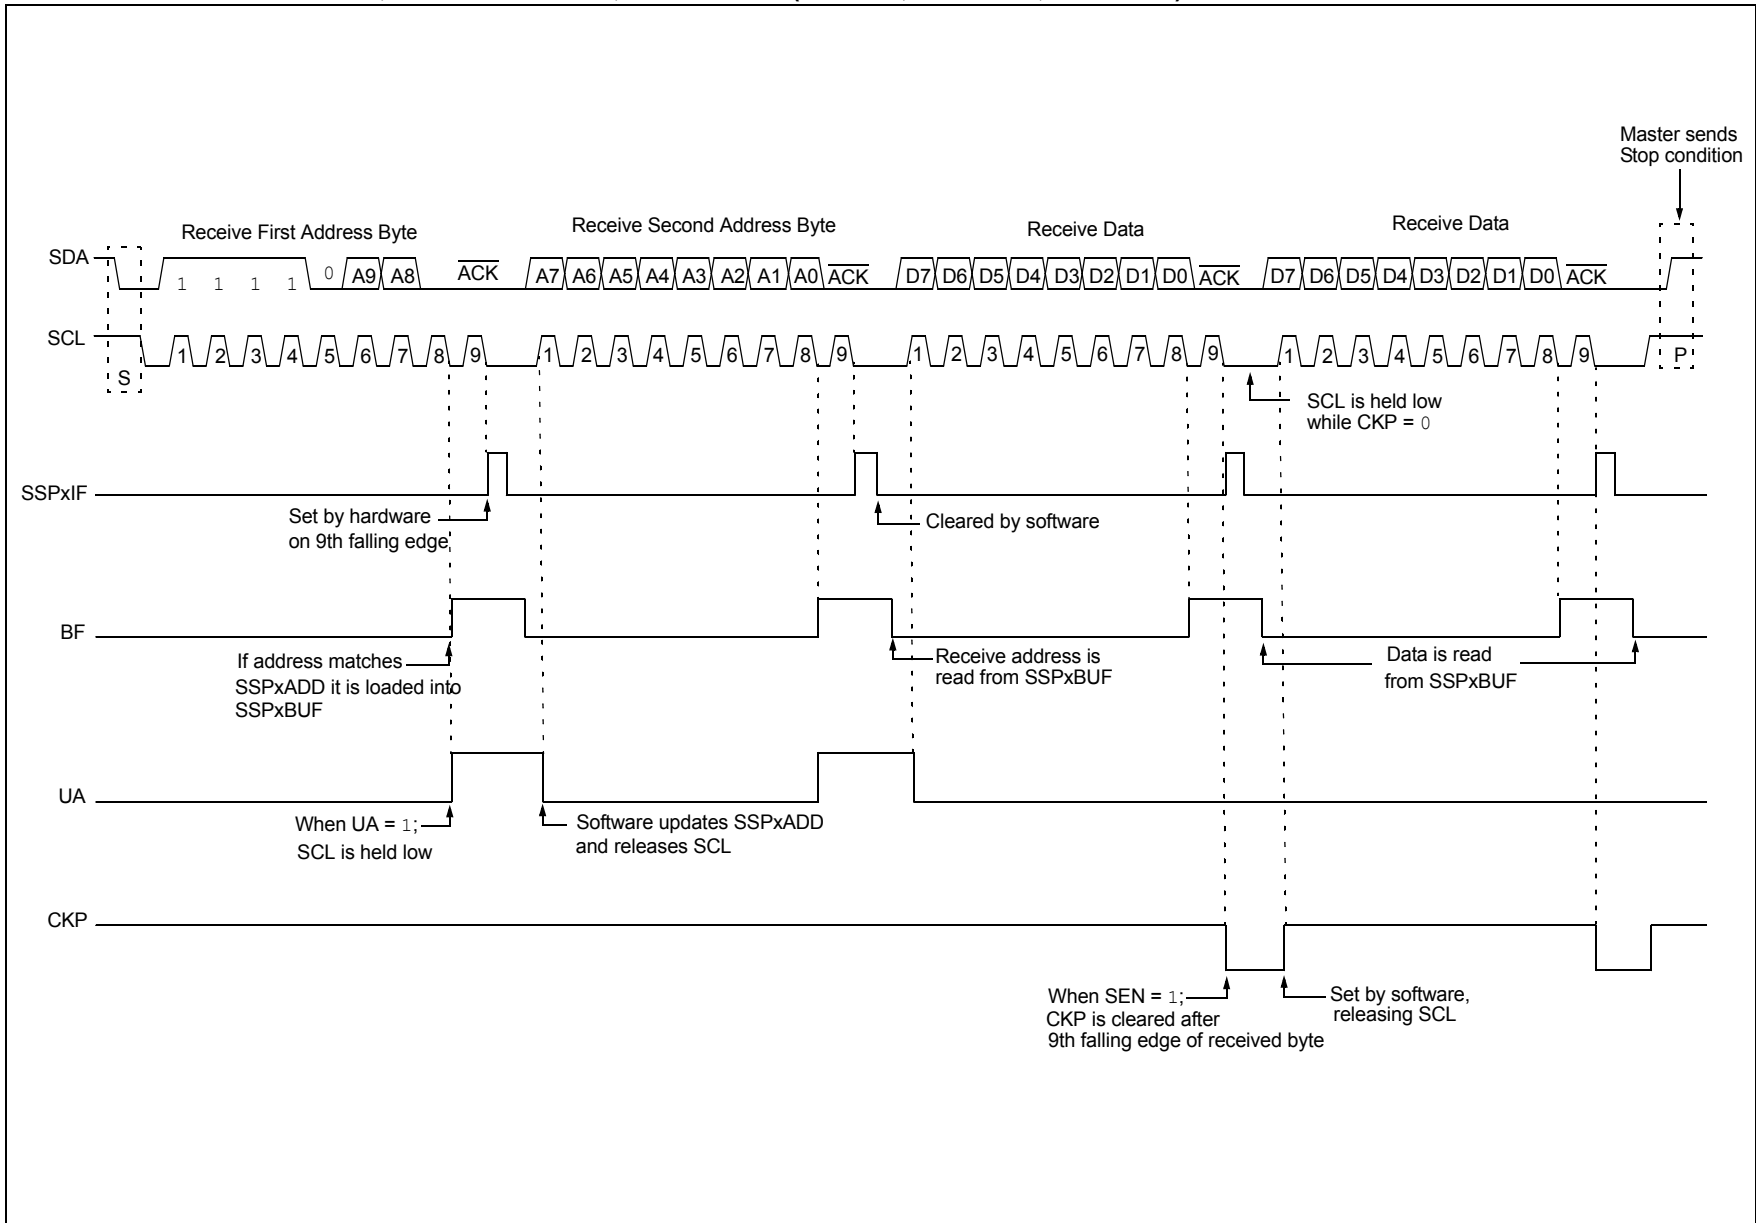 Master sends
Stop condition
Receive First Address Byte
Receive Second Address Byte
Receive Data
Receive Data
SDA
1 1 1 1 0 A9 A8 ACK A7 A6 A5 A4 A3 A2 A1 A0 ACK D7 D6 D5 D4 D3 D2 D1 D0 ACK D7 D6 D5 D4 D3 D2 D1 D0 ACK
SCL
S 1 2 3 4 5 6 7 8 9 1 2 3 4 5 6 7 8 9 1 2 3 4 5 6 7 8 9 1 2 3 4 5 6 7 8 9 P
SCL is held low
while CKP = 0
SSPxIF
Set by hardware
on 9th falling edge
Cleared by software
BF
If address matches
SSPxADD it is loaded into
SSPxBUF
Receive address is
read from SSPxBUF
Data is read
from SSPxBUF
UA
When UA = 1;
SCL is held low
Software updates SSPxADD
and releases SCL
CKP
When SEN = 1;
CKP is cleared after
9th falling edge of received byte
Set by software,
releasing SCL